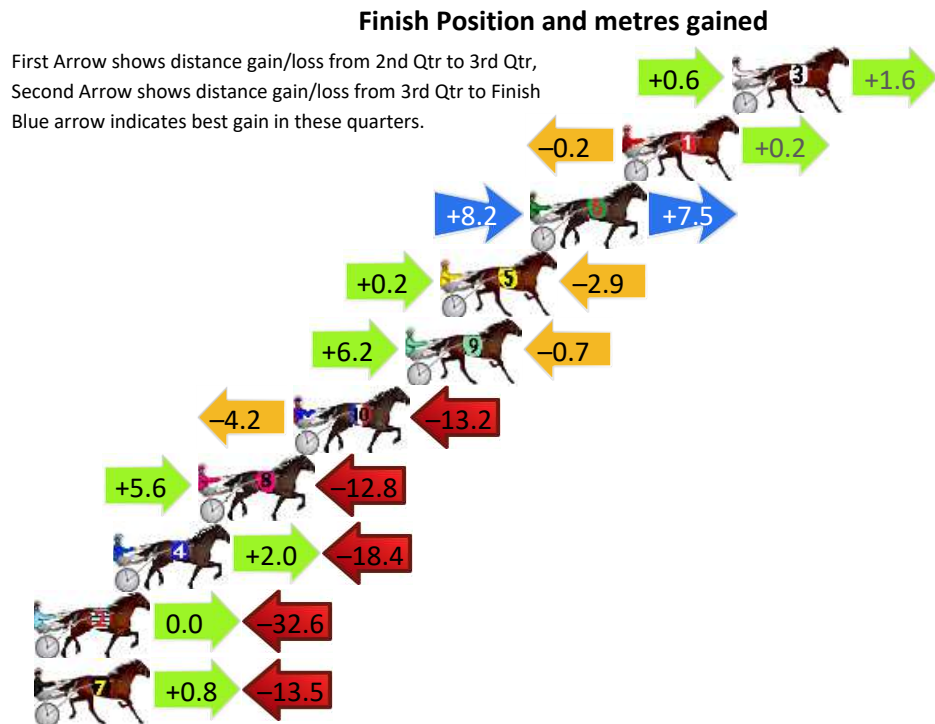 Finish Position and metres gained
First Arrow shows distance gain/loss from 2nd Qtr to 3rd Qtr,
Second Arrow shows distance gain/loss from 3rd Qtr to Finish
Blue arrow indicates best gain in these quarters.
+0.6 3 +1.6
–0.2 1 +0.2
+8.2 6 +7.5
+0.2 5 –2.9
+6.2 9 –0.7
–4.2 10 –13.2
+5.6 8 –12.8
4 +2.0 –18.4
2 0.0 –32.6
7 +0.8 –13.5